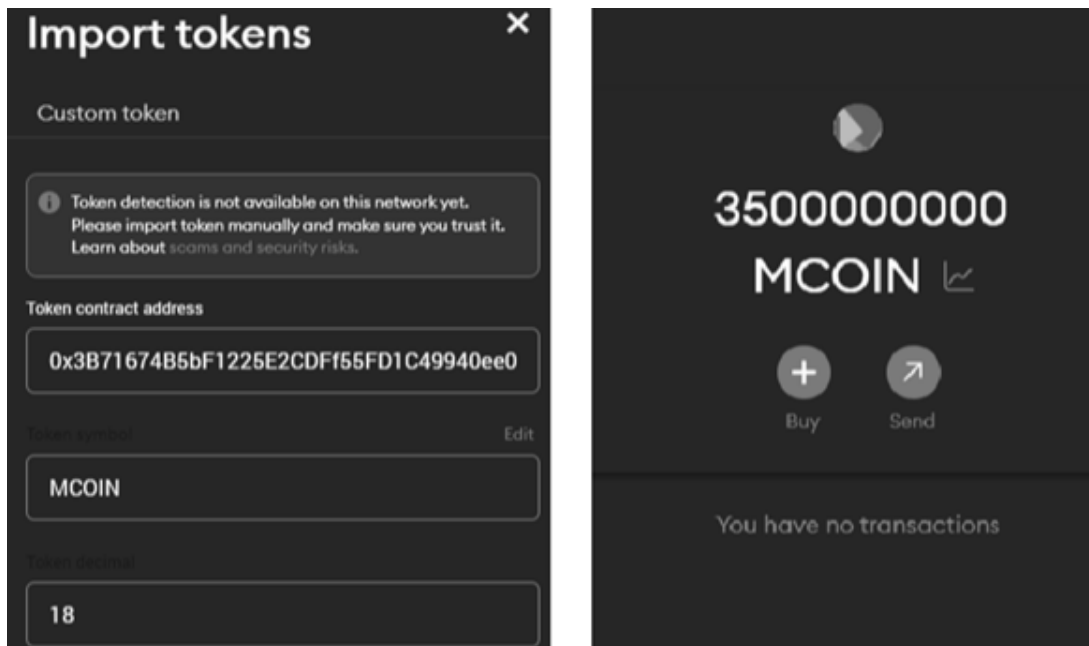 Import tokens
Custom token
Token detection is not available on this network yet.
Please import token manually and make sure you trust it.
Learn about scams and security risks.
Token contract address
0x3B71674B5bF1225E2CDFf55FD1C49940ee0
Token symbol Edit
MCOIN
Token decimal
18
3500000000
MCOIN
Buy Send
You have no transactions